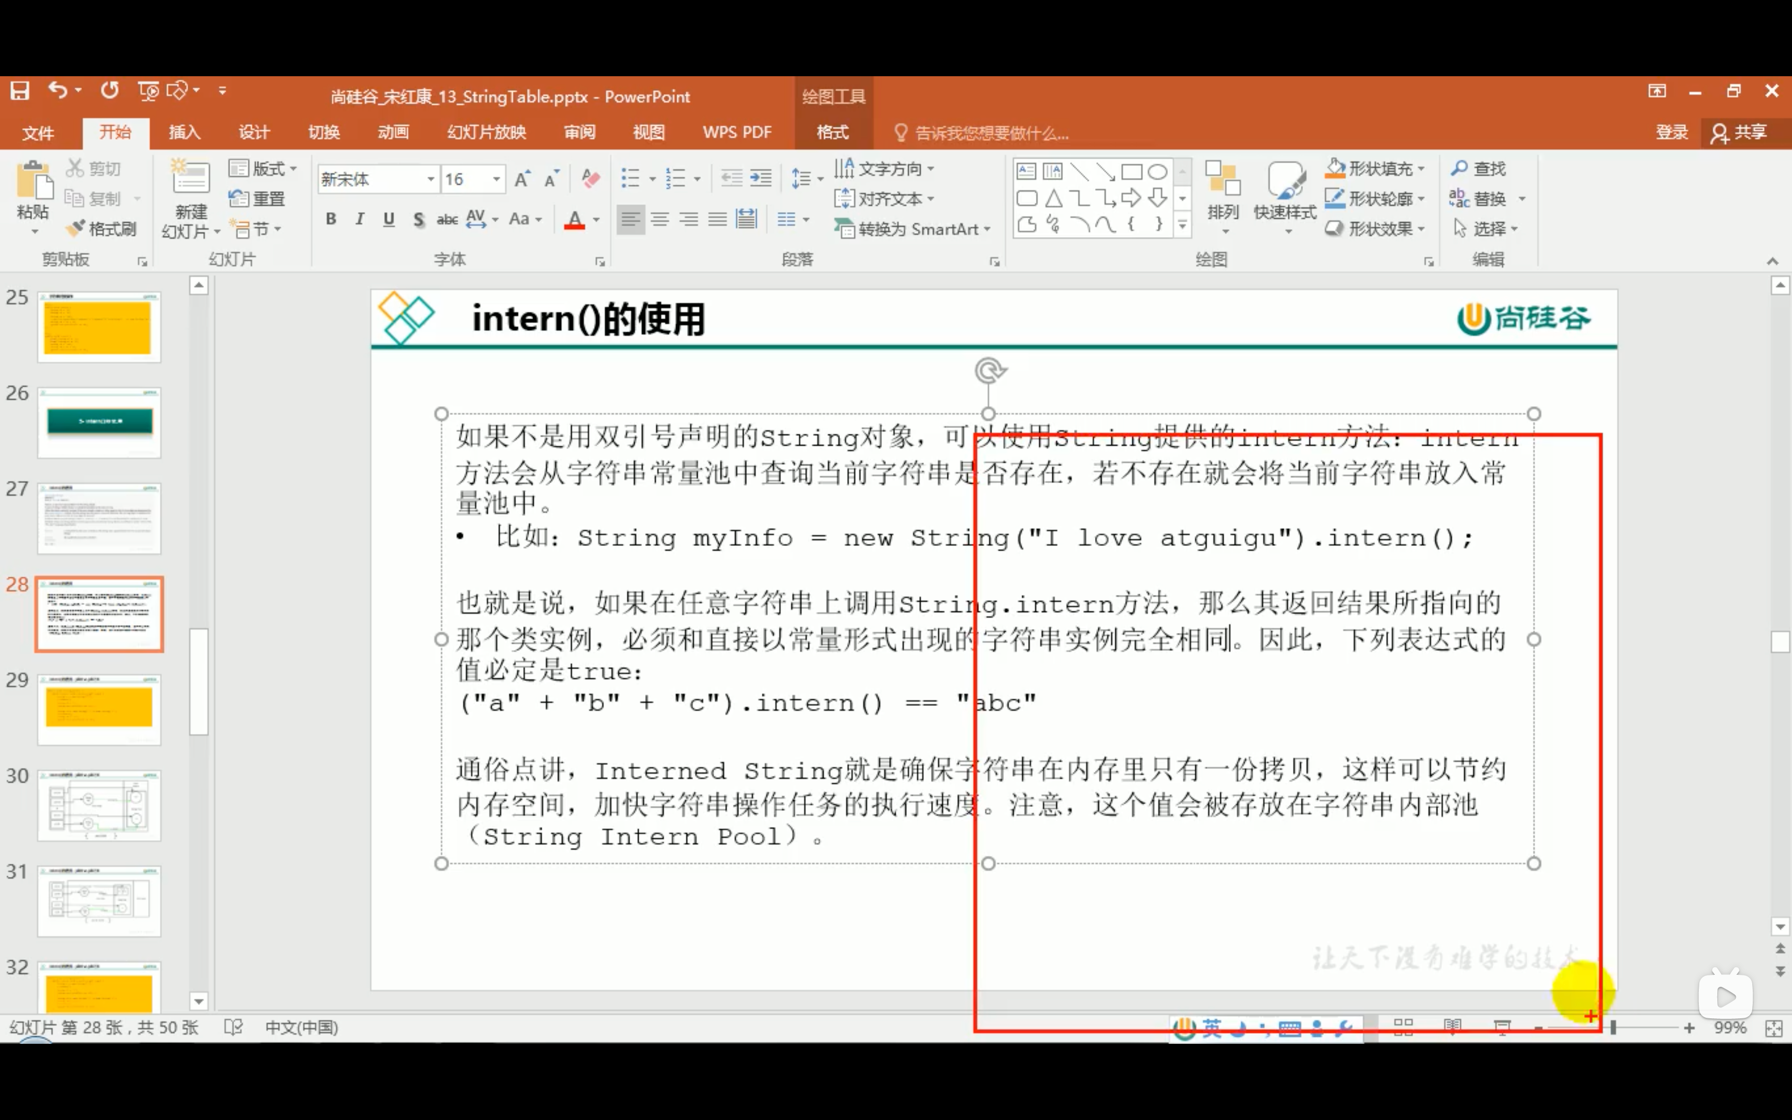 尚硅谷_宋红康_13_StringTable.pptx - PowerPoint
绘图工具
文件 开始 插入 设计 切换 动画 幻灯片放映 审阅 视图 WPS PDF 格式 告诉我您想要做什么... 登录 共享
粘贴 剪切 复制 格式刷
新建 幻灯片 版式 重置 节
新宋体 16
B I U S abc AV Aa A
文字方向 对齐文本 转换为 SmartArt
排列 快速样式 形状填充 形状轮廓 形状效果
查找 替换 选择
剪贴板 幻灯片 字体 段落 绘图 编辑
25
26
27
28
29
30
31
32
intern()的使用
尚硅谷
如果不是用双引号声明的String对象，可以使用String提供的intern方法：intern
方法会从字符串常量池中查询当前字符串是否存在，若不存在就会将当前字符串放入常
量池中。
• 比如：String myInfo = new String("I love atguigu").intern();
也就是说，如果在任意字符串上调用String.intern方法，那么其返回结果所指向的
那个类实例，必须和直接以常量形式出现的字符串实例完全相同。因此，下列表达式的
值必定是true：
("a" + "b" + "c").intern() == "abc"
通俗点讲，Interned String就是确保字符串在内存里只有一份拷贝，这样可以节约
内存空间，加快字符串操作任务的执行速度。注意，这个值会被存放在字符串内部池
（String Intern Pool）。
让天下没有难学的技术
幻灯片 第 28 张，共 50 张 中文(中国) 英 99%